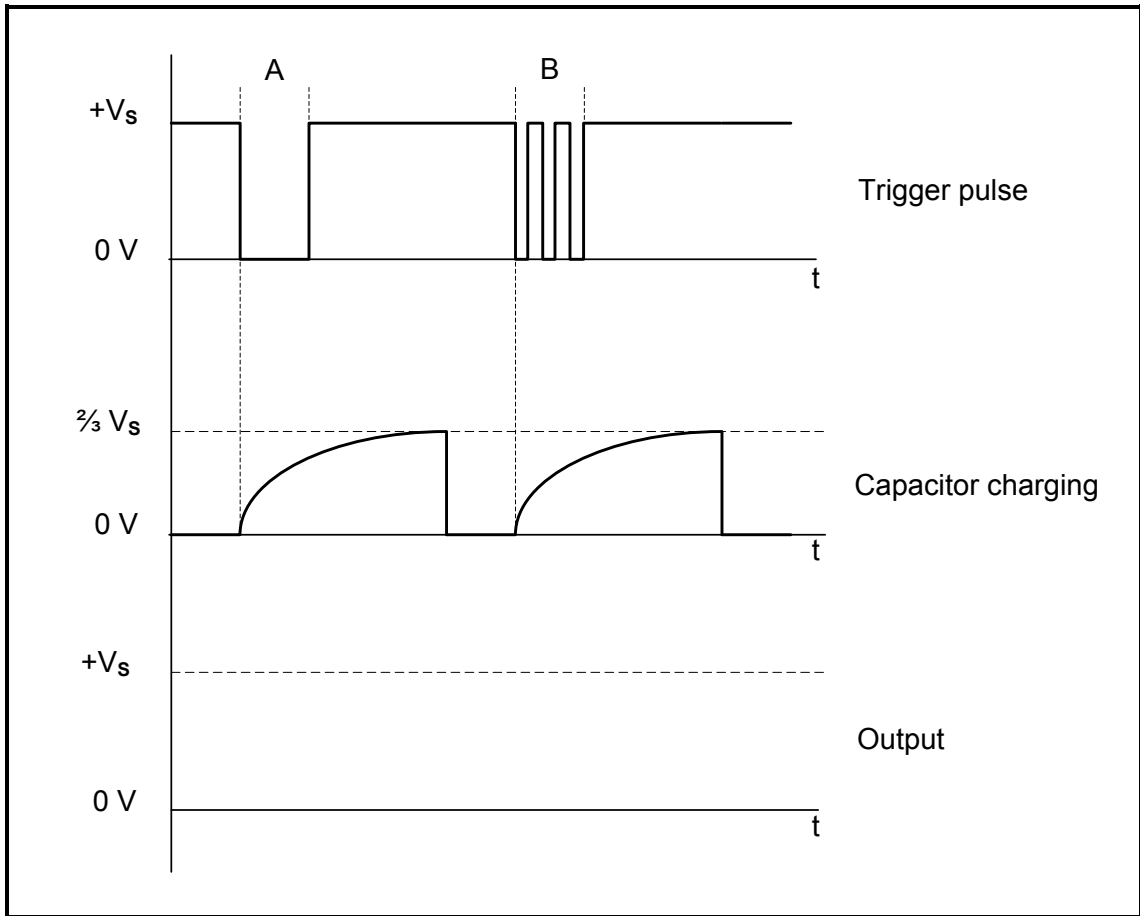 A
B
+Vs
Trigger pulse
0 V
t
⅔ Vs
Capacitor charging
0 V
t
+Vs
Output
0 V
t